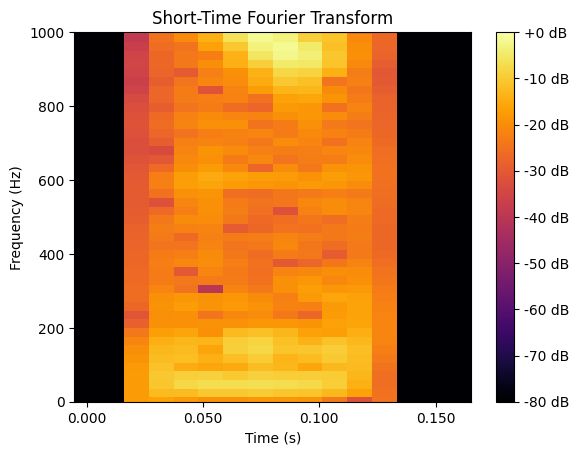 Short-Time Fourier Transform
1000
800
600
400
200
0
Frequency (Hz)
0.000
0.050
0.100
0.150
Time (s)
+0 dB
-10 dB
-20 dB
-30 dB
-40 dB
-50 dB
-60 dB
-70 dB
-80 dB